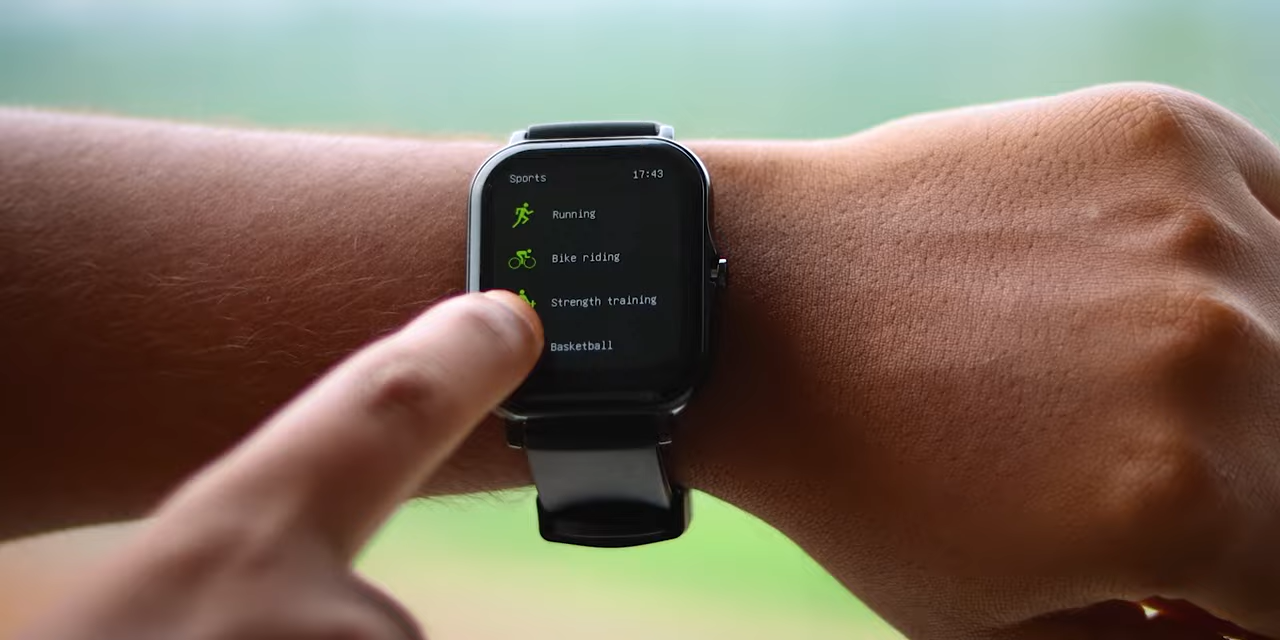 Sports 17:43
Running
Bike riding
Strength training
Basketball